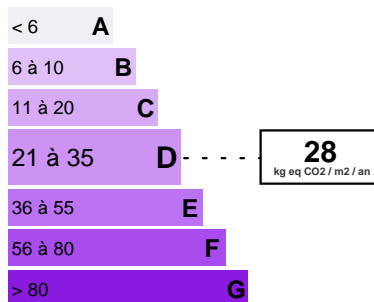 < 6 A
6 à 10 B
11 à 20 C
21 à 35 D
28
kg eq CO2 / m2 / an
36 à 55 E
56 à 80 F
> 80 G